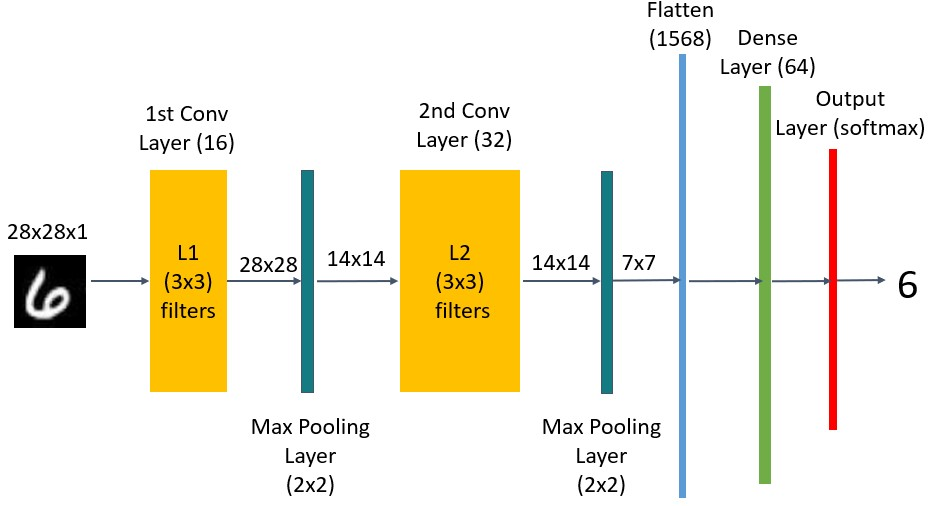 Flatten
(1568)
Dense
Layer (64)
Output
Layer (softmax)
1st Conv
Layer (16)
2nd Conv
Layer (32)
28x28x1
6
L1
(3x3)
filters
28x28
14x14
L2
(3x3)
filters
14x14
7x7
6
Max Pooling
Layer
(2x2)
Max Pooling
Layer
(2x2)